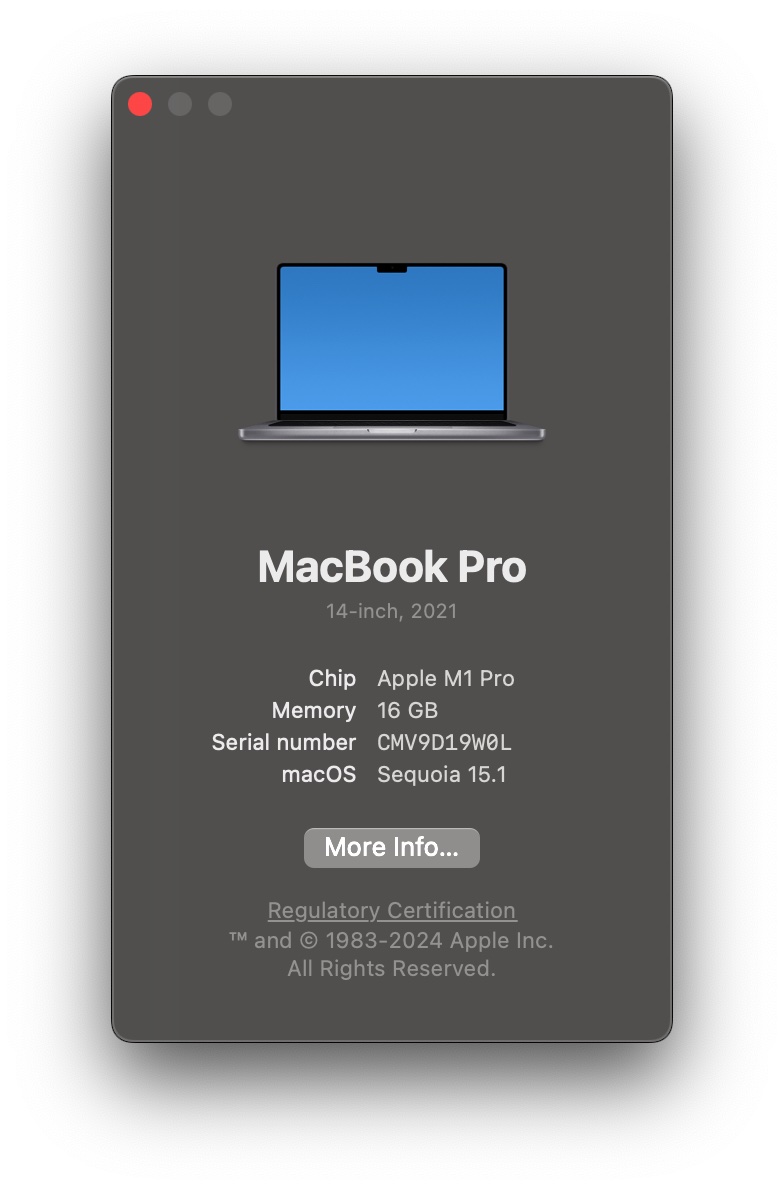 MacBook Pro
14-inch, 2021
Chip Apple M1 Pro
Memory 16 GB
Serial number CMV9D19W0L
macOS Sequoia 15.1
More Info...
Regulatory Certification
™ and © 1983-2024 Apple Inc.
All Rights Reserved.